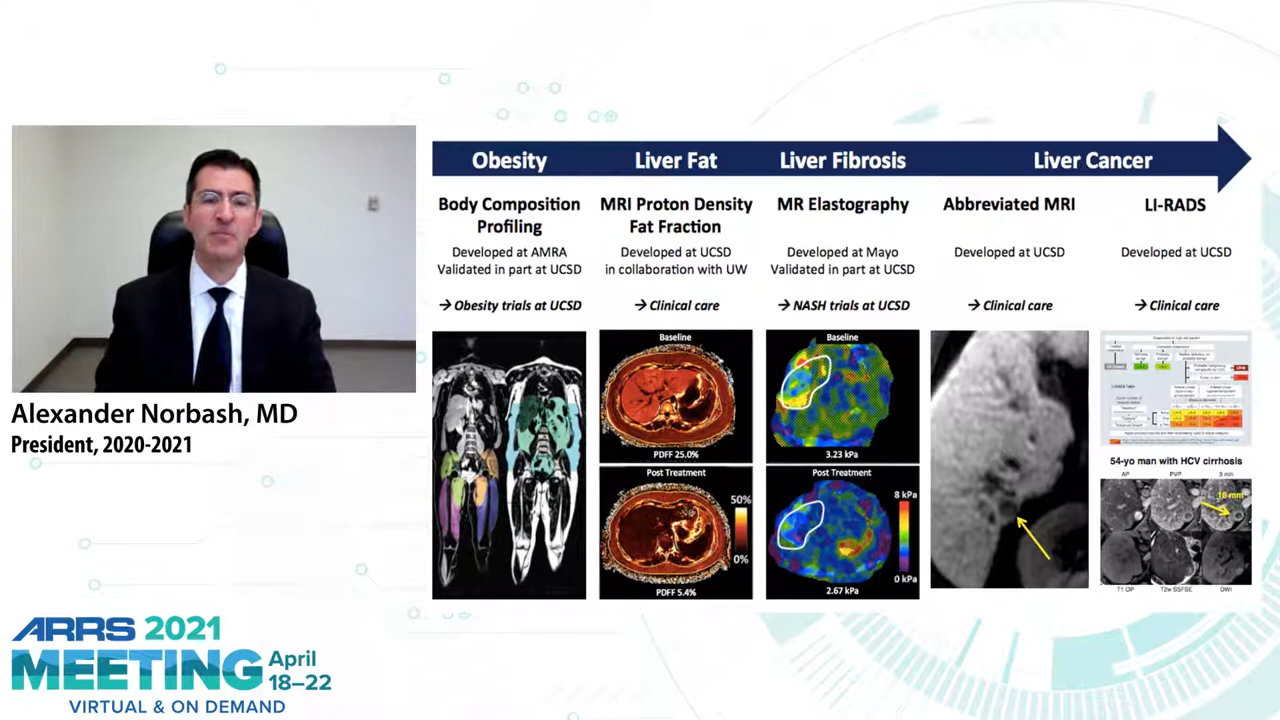 Obesity
Liver Fat
Liver Fibrosis
Liver Cancer
Body Composition
Profiling
Developed at AMRA
Validated in part at UCSD
→ Obesity trials at UCSD
MRI Proton Density
Fat Fraction
Developed at UCSD
in collaboration with UW
→ Clinical care
Baseline
PDFF 25.0%
Post Treatment
50%
0%
PDFF 5.4%
MR Elastography
Developed at Mayo
Validated in part at UCSD
→ NASH trials at UCSD
Baseline
3.23 kPa
Post Treatment
8 kPa
0 kPa
2.67 kPa
Abbreviated MRI
Developed at UCSD
→ Clinical care
LI-RADS
Developed at UCSD
→ Clinical care
54-yo man with HCV cirrhosis
AP PVP 3 min
18 mm
T1 OP T2w SSFSE DWI
Alexander Norbash, MD
President, 2020-2021
ARRS 2021
MEETING
April
18–22
VIRTUAL & ON DEMAND